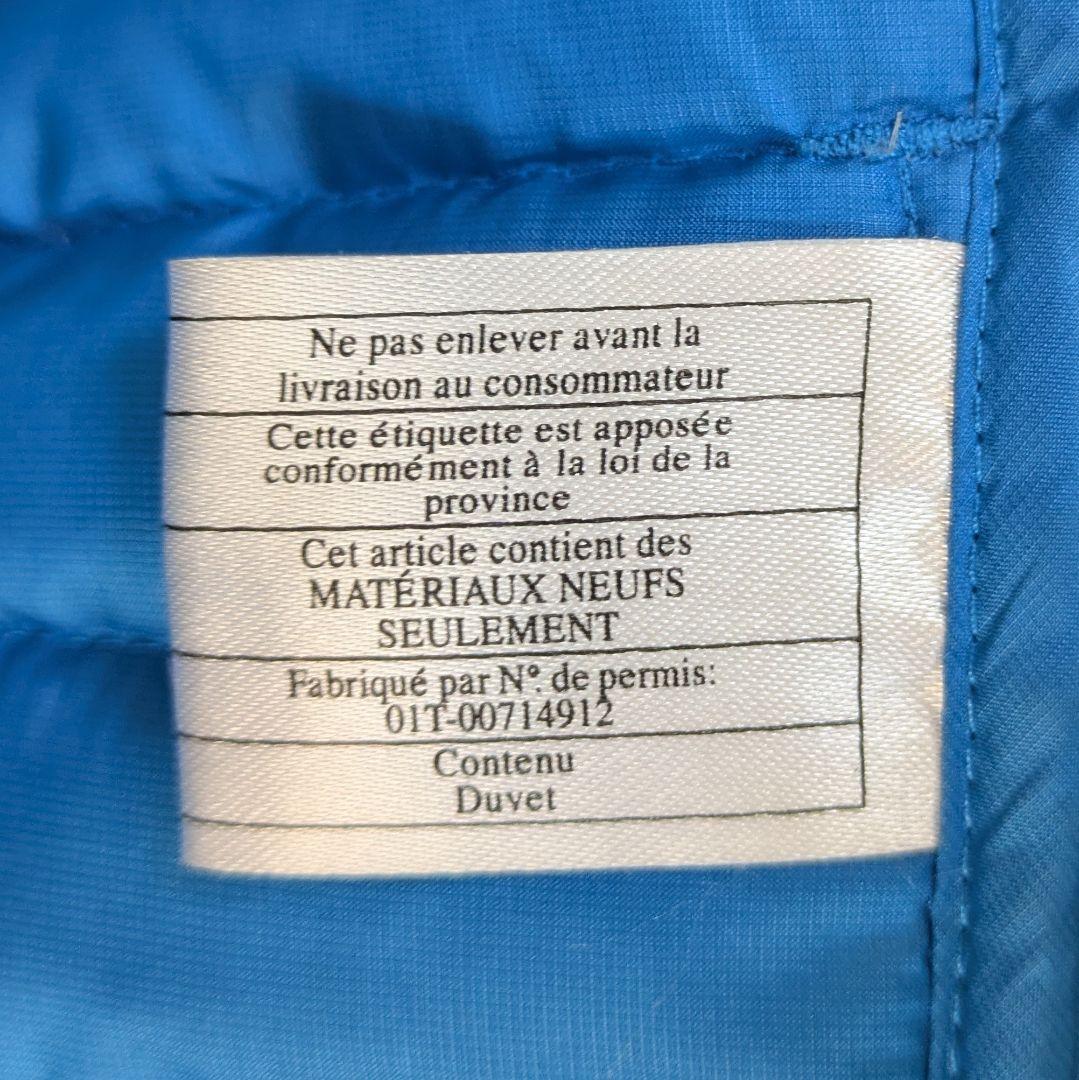 Ne pas enlever avant la
livraison au consommateur
Cette étiquette est apposée
conformément à la loi de la
province
Cet article contient des
MATÉRIAUX NEUFS
SEULEMENT
Fabriqué par N°. de permis:
01T-00714912
Contenu
Duvet